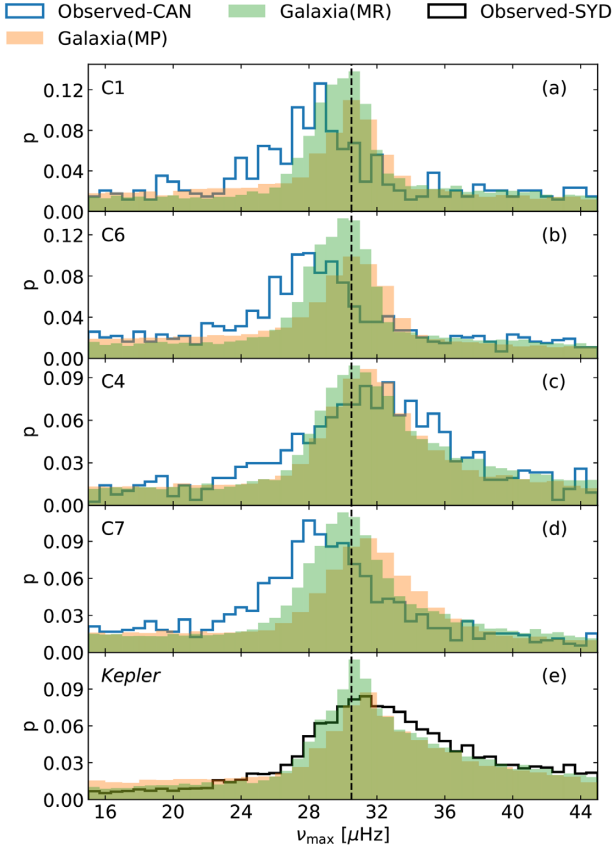 Observed-CAN Galaxia(MR) Observed-SYD
Galaxia(MP)
C1 (a)
0.12
0.08
0.04
0.00
p
C6 (b)
0.12
0.08
0.04
0.00
p
C4 (c)
0.09
0.06
0.03
0.00
p
C7 (d)
0.09
0.06
0.03
0.00
p
Kepler (e)
0.09
0.06
0.03
0.00
p
16 20 24 28 32 36 40 44
ν_max [μHz]